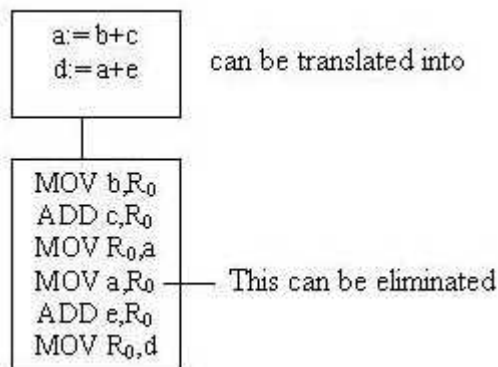 a:= b+c
d:= a+e
can be translated into
MOV b,R₀
ADD c,R₀
MOV R₀,a
MOV a,R₀
This can be eliminated
ADD e,R₀
MOV R₀,d